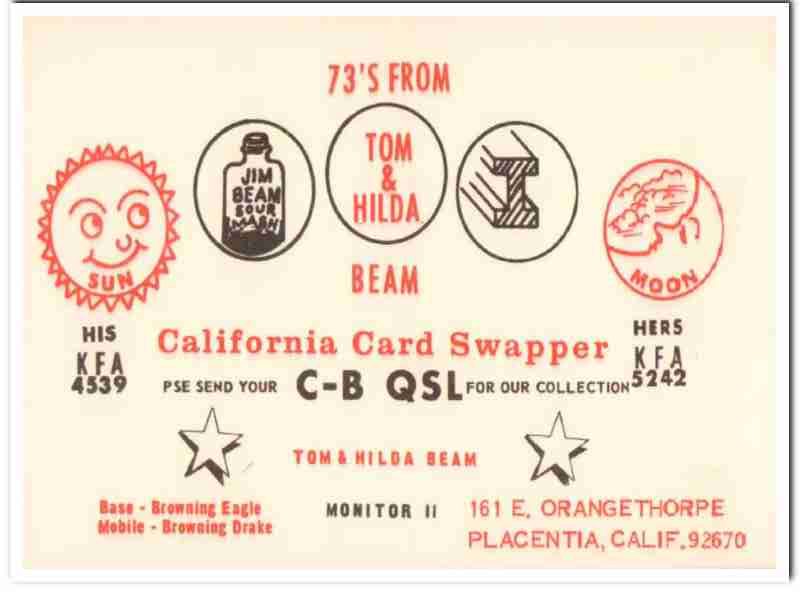 73'S FROM
JIM
BEAM
SOUR
MASH
TOM
&
HILDA
BEAM
SUN
MOON
HIS
KFA
4539
HERS
KFA
5242
California Card Swapper
PSE SEND YOUR C-B QSL FOR OUR COLLECTION
TOM & HILDA BEAM
Base - Browning Eagle
Mobile - Browning Drake
MONITOR 11
161 E. ORANGETHORPE
PLACENTIA, CALIF. 92670